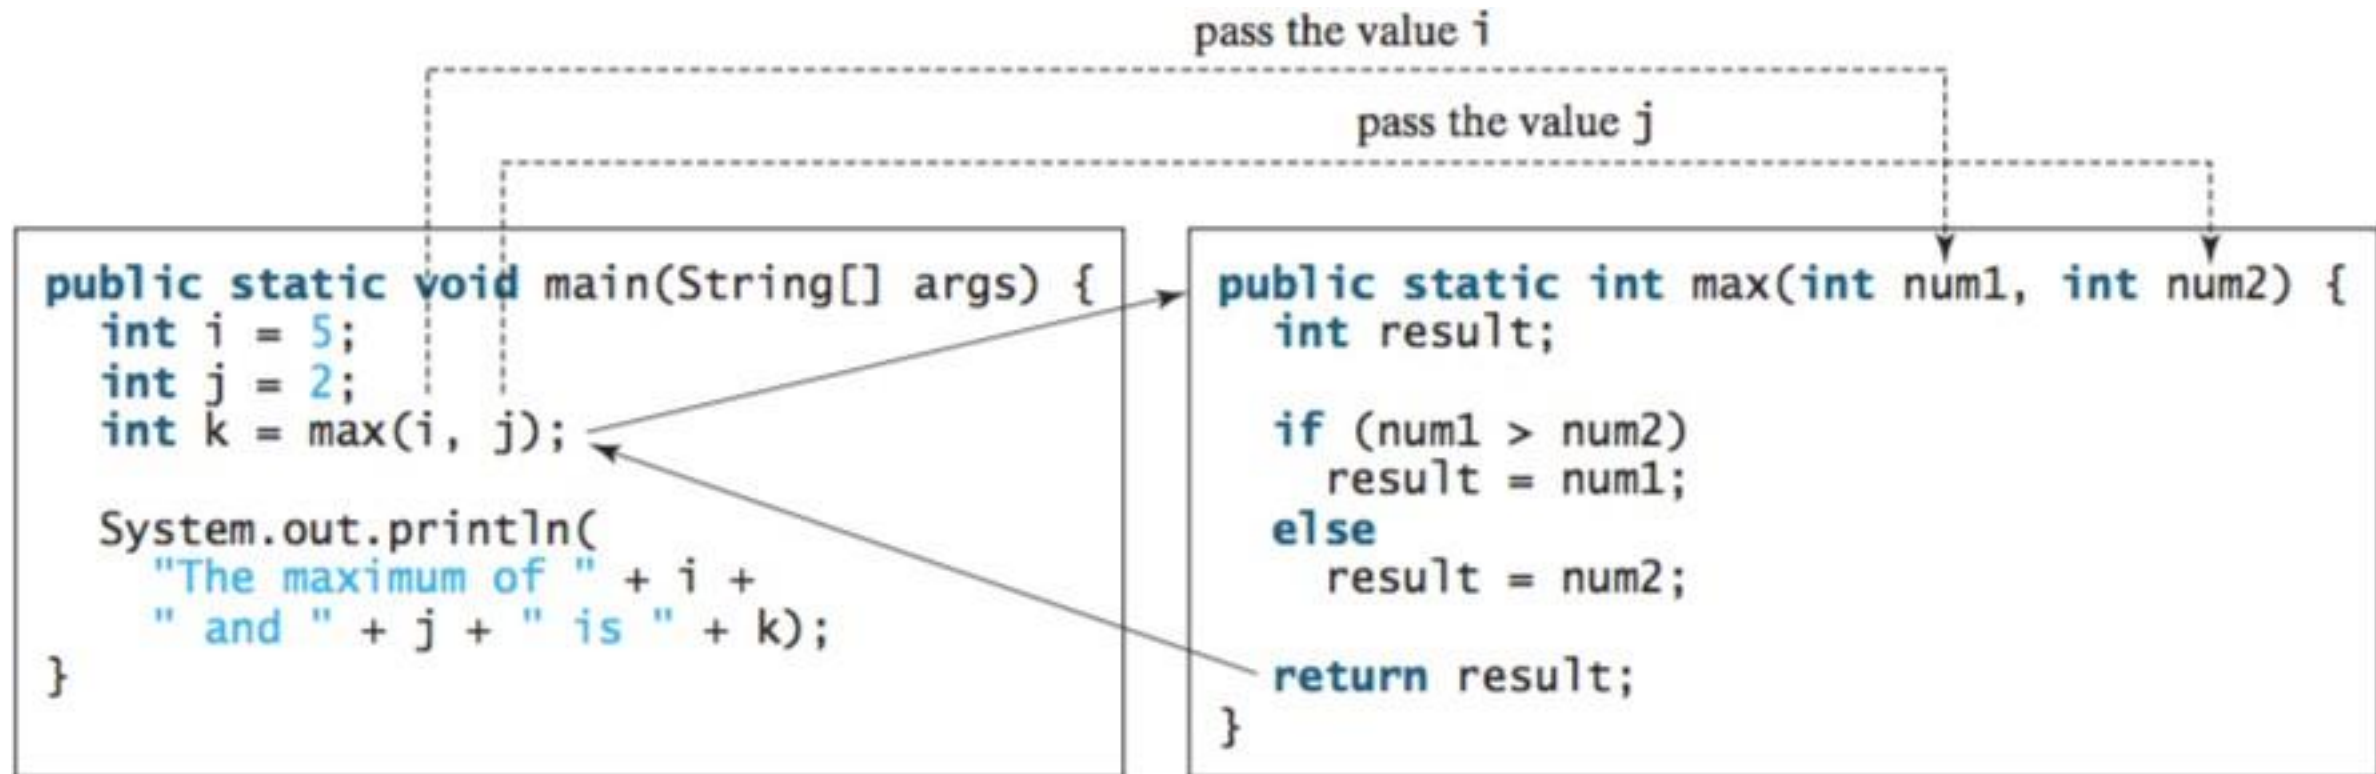 pass the value i
pass the value j
public static void main(String[] args) {
int i = 5;
int j = 2;
int k = max(i, j);
System.out.println(
"The maximum of " + i +
" and " + j + " is " + k);
}
public static int max(int num1, int num2) {
int result;
if (num1 > num2)
result = num1;
else
result = num2;
return result;
}